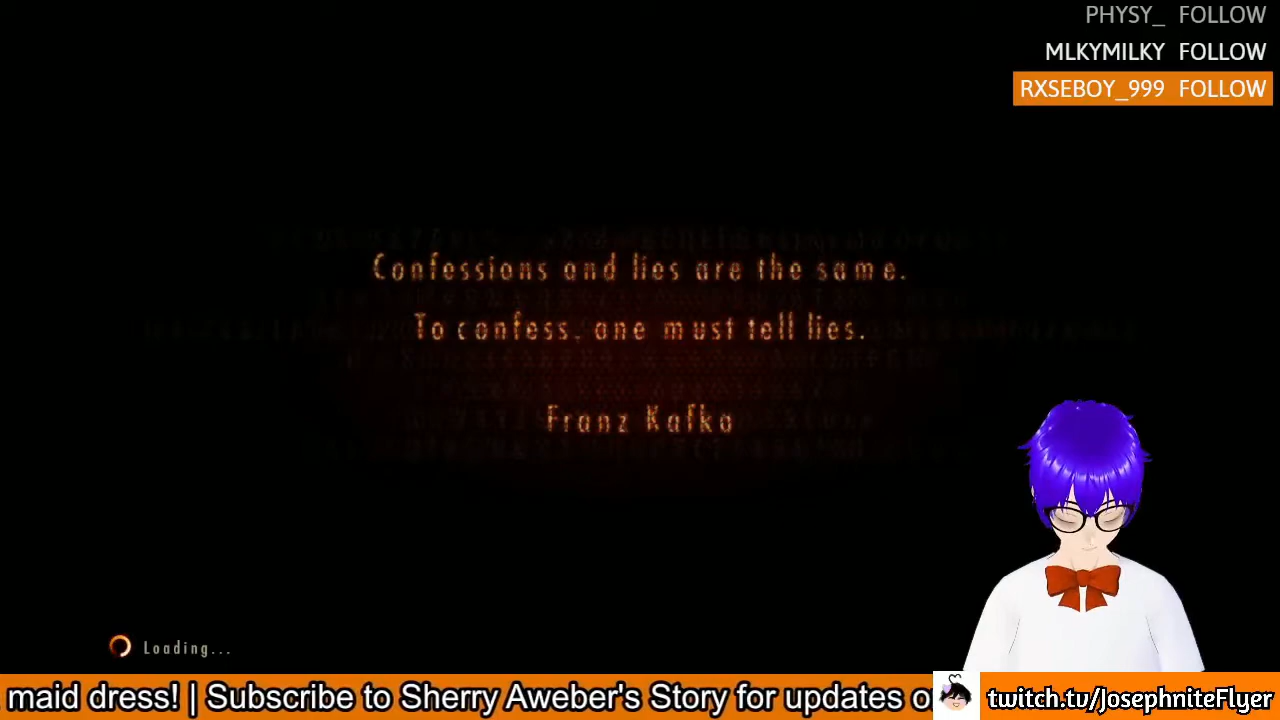 PHYSY_ FOLLOW
MLKYMILKY FOLLOW
RXSEBOY_999 FOLLOW
Confessions and lies are the same.
To confess, one must tell lies.
Franz Kafka
Loading...
maid dress! | Subscribe to Sherry Aweber's Story for updates o
twitch.tv/JosephniteFlyer